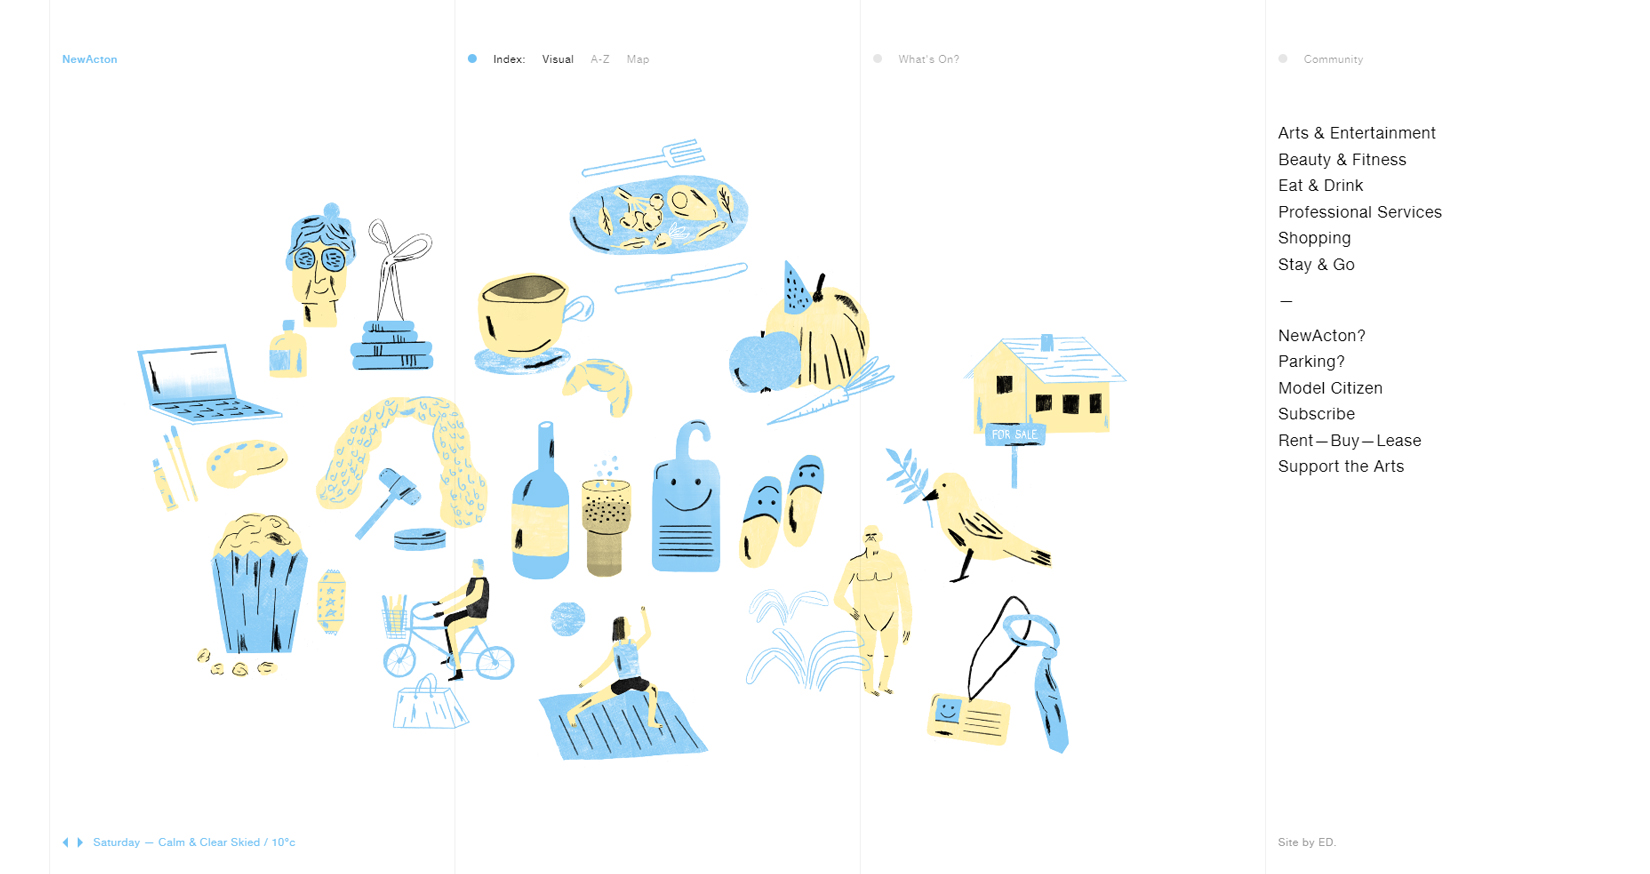 NewActon
Index: Visual A-Z Map
What's On?
Community
Arts & Entertainment
Beauty & Fitness
Eat & Drink
Professional Services
Shopping
Stay & Go
—
NewActon?
Parking?
Model Citizen
Subscribe
Rent—Buy—Lease
Support the Arts
FOR SALE
Saturday — Calm & Clear Skied / 10°c
Site by ED.